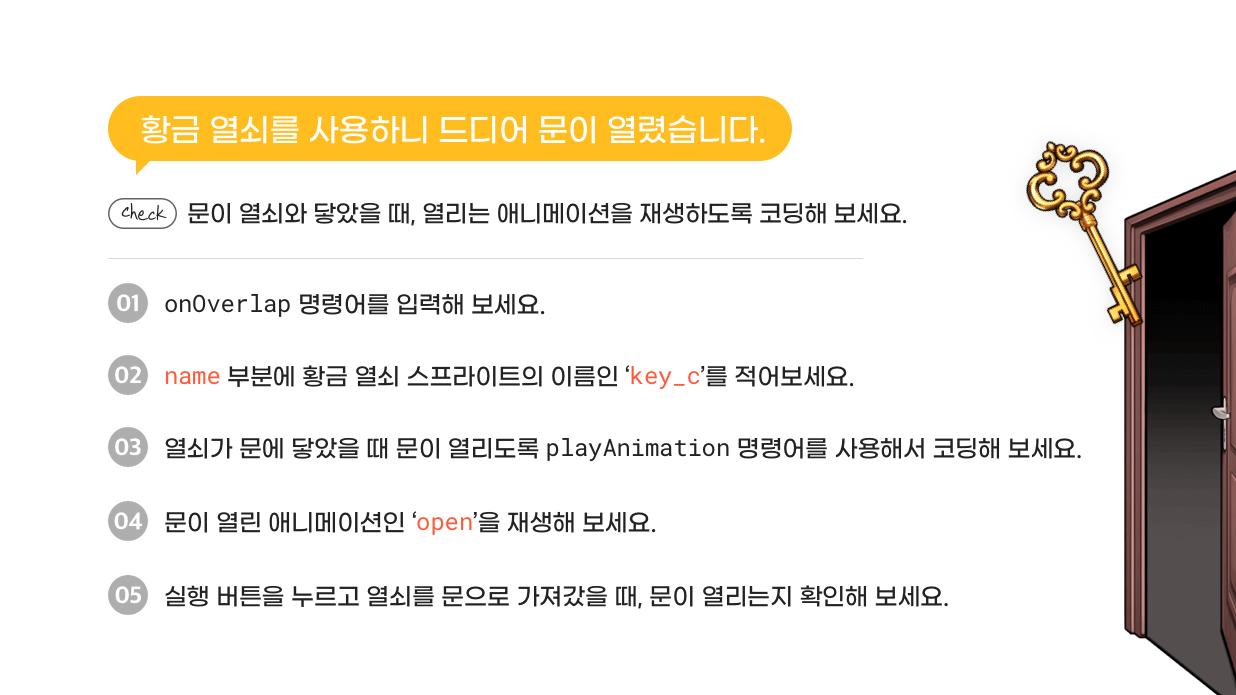 황금 열쇠를 사용하니 드디어 문이 열렸습니다.
check 문이 열쇠와 닿았을 때, 열리는 애니메이션을 재생하도록 코딩해 보세요.
01 onOverlap 명령어를 입력해 보세요.
02 name 부분에 황금 열쇠 스프라이트의 이름인 ‘key_c’를 적어보세요.
03 열쇠가 문에 닿았을 때 문이 열리도록 playAnimation 명령어를 사용해서 코딩해 보세요.
04 문이 열린 애니메이션인 ‘open’을 재생해 보세요.
05 실행 버튼을 누르고 열쇠를 문으로 가져갔을 때, 문이 열리는지 확인해 보세요.